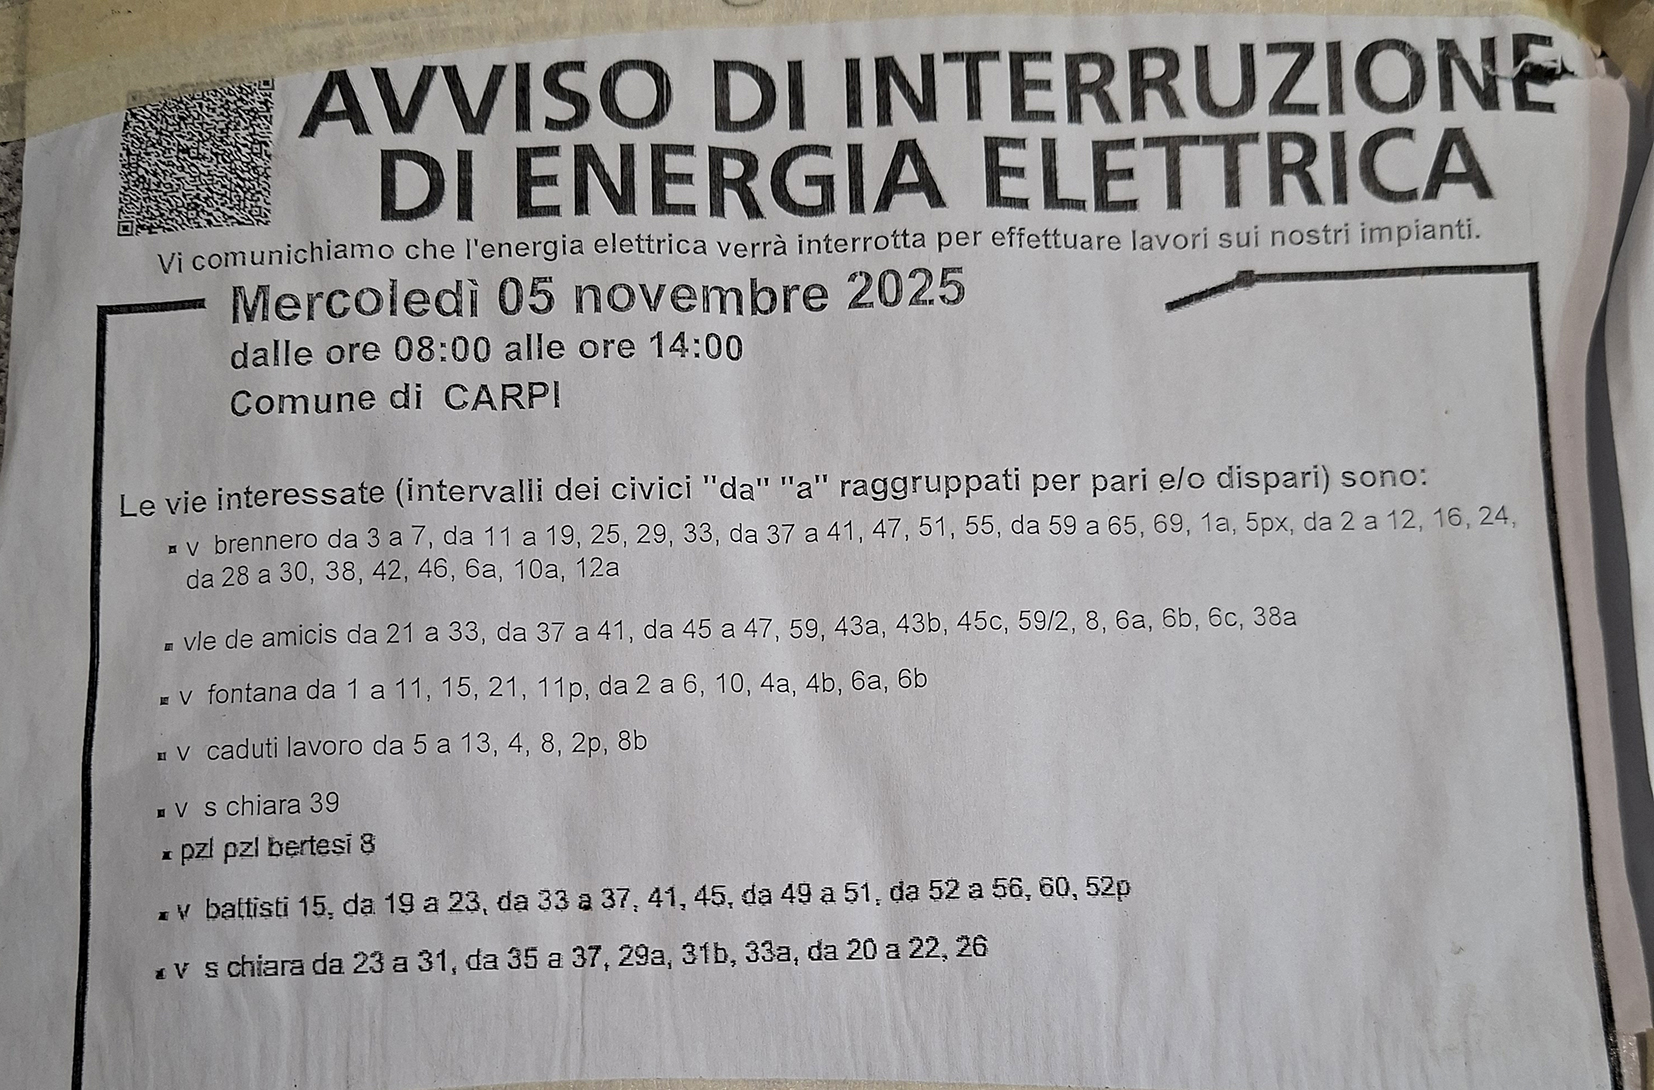 AVVISO DI INTERRUZIONE
DI ENERGIA ELETTRICA
Vi comunichiamo che l'energia elettrica verrà interrotta per effettuare lavori sui nostri impianti.
Mercoledì 05 novembre 2025
dalle ore 08:00 alle ore 14:00
Comune di CARPI
Le vie interessate (intervalli dei civici "da" "a" raggruppati per pari e/o dispari) sono:
▪ v brennero da 3 a 7, da 11 a 19, 25, 29, 33, da 37 a 41, 47, 51, 55, da 59 a 65, 69, 1a, 5px, da 2 a 12, 16, 24,
da 28 a 30, 38, 42, 46, 6a, 10a, 12a
▪ vle de amicis da 21 a 33, da 37 a 41, da 45 a 47, 59, 43a, 43b, 45c, 59/2, 8, 6a, 6b, 6c, 38a
▪ v fontana da 1 a 11, 15, 21, 11p, da 2 a 6, 10, 4a, 4b, 6a, 6b
▪ v caduti lavoro da 5 a 13, 4, 8, 2p, 8b
▪ v s chiara 39
▪ pzl pzl bertesi 8
▪ v battisti 15, da 19 a 23, da 33 a 37, 41, 45, da 49 a 51, da 52 a 56, 60, 52p
▪ v s chiara da 23 a 31, da 35 a 37, 29a, 31b, 33a, da 20 a 22, 26